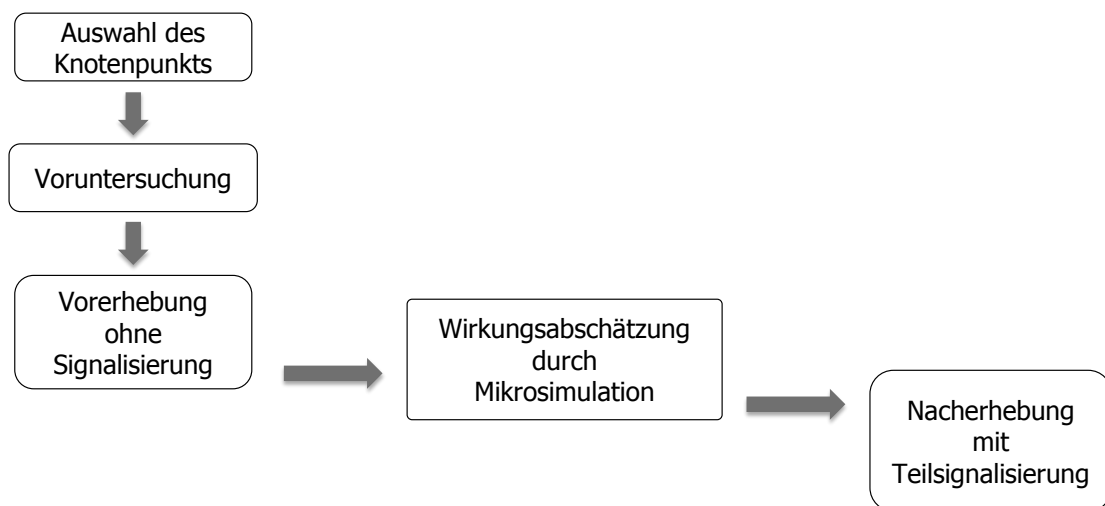 Auswahl des
Knotenpunkts
Voruntersuchung
Vorerhebung
ohne
Signalisierung
Wirkungsabschätzung
durch
Mikrosimulation
Nacherhebung
mit
Teilsignalisierung